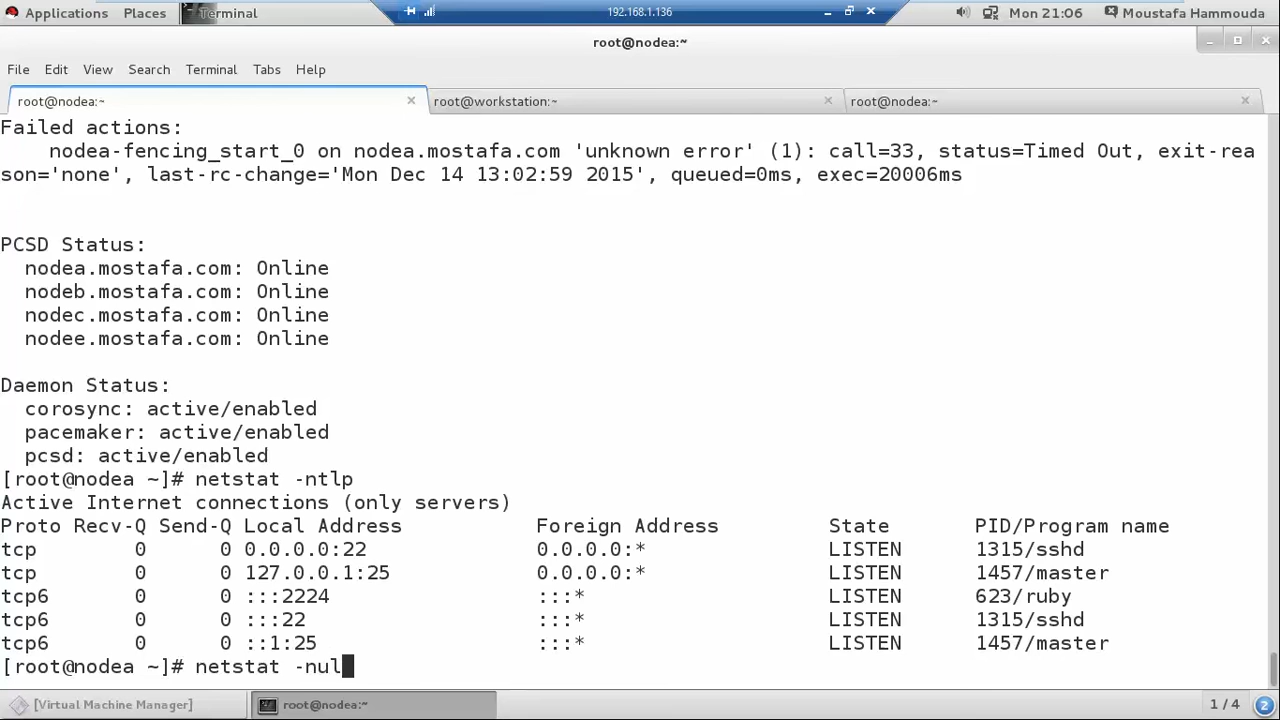 Applications Places Terminal 192.168.1.136 Mon 21:06 Moustafa Hammouda
root@nodea:~
File Edit View Search Terminal Tabs Help
root@nodea:~ root@workstation:~ root@nodea:~
Failed actions:
nodea-fencing_start_0 on nodea.mostafa.com 'unknown error' (1): call=33, status=Timed Out, exit-rea
son='none', last-rc-change='Mon Dec 14 13:02:59 2015', queued=0ms, exec=20006ms
PCSD Status:
nodea.mostafa.com: Online
nodeb.mostafa.com: Online
nodec.mostafa.com: Online
nodee.mostafa.com: Online
Daemon Status:
corosync: active/enabled
pacemaker: active/enabled
pcsd: active/enabled
[root@nodea ~]# netstat -ntlp
Active Internet connections (only servers)
Proto Recv-Q Send-Q Local Address Foreign Address State PID/Program name
tcp 0 0 0.0.0.0:22 0.0.0.0:* LISTEN 1315/sshd
tcp 0 0 127.0.0.1:25 0.0.0.0:* LISTEN 1457/master
tcp6 0 0 :::2224 :::* LISTEN 623/ruby
tcp6 0 0 :::22 :::* LISTEN 1315/sshd
tcp6 0 0 ::1:25 :::* LISTEN 1457/master
[root@nodea ~]# netstat -nul
[Virtual Machine Manager] root@nodea:~ 1 / 4 2